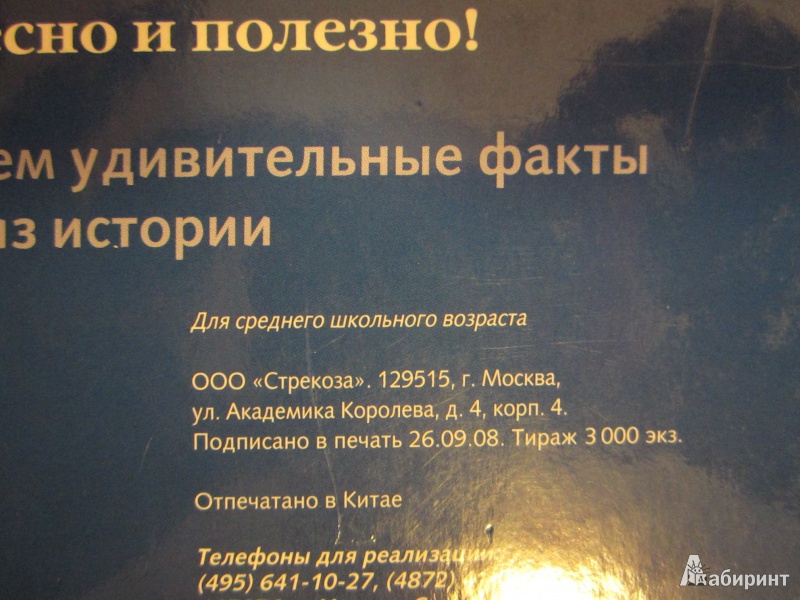 есно и полезно!
ем удивительные факты
из истории
Для среднего школьного возраста
ООО «Стрекоза». 129515, г. Москва,
ул. Академика Королева, д. 4, корп. 4.
Подписано в печать 26.09.08. Тираж 3 000 экз.
Отпечатано в Китае
Телефоны для реализации
(495) 641-10-27, (4872)
Лабиринт